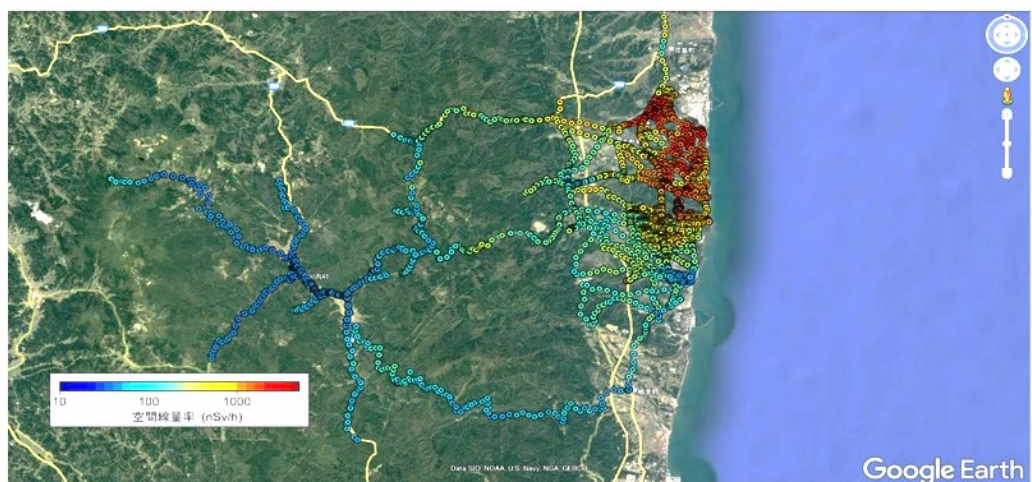 10
100
1000
空間線量率 (nSv/h)
Data SIO, NOAA, U.S. Navy, NGA, GEBCO
Google Earth